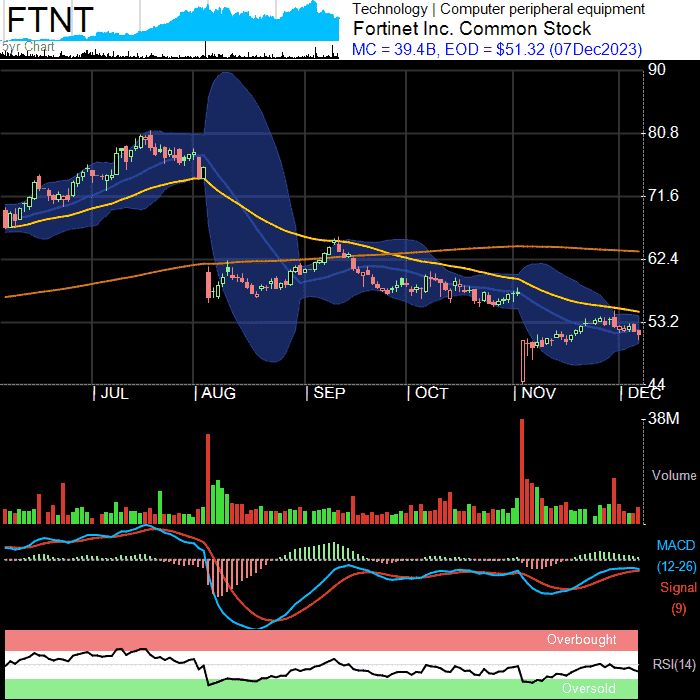 FTNT
5yr Chart
Technology | Computer peripheral equipment
Fortinet Inc. Common Stock
MC = 39.4B, EOD = $51.32 (07Dec2023)
90
80.8
71.6
62.4
53.2
44
JUL AUG SEP OCT NOV DEC
38M
Volume
MACD
(12-26)
Signal
(9)
Overbought
RSI(14)
Oversold